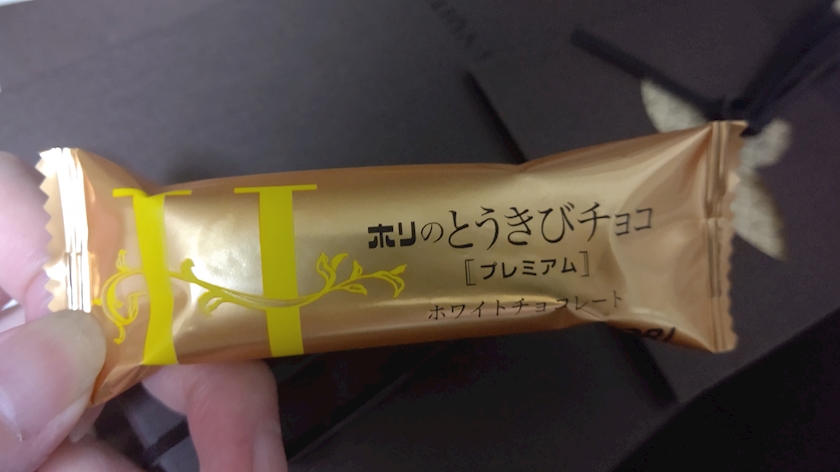 H
ホリのとうきびチョコ
[プレミアム]
ホワイトチョコレート